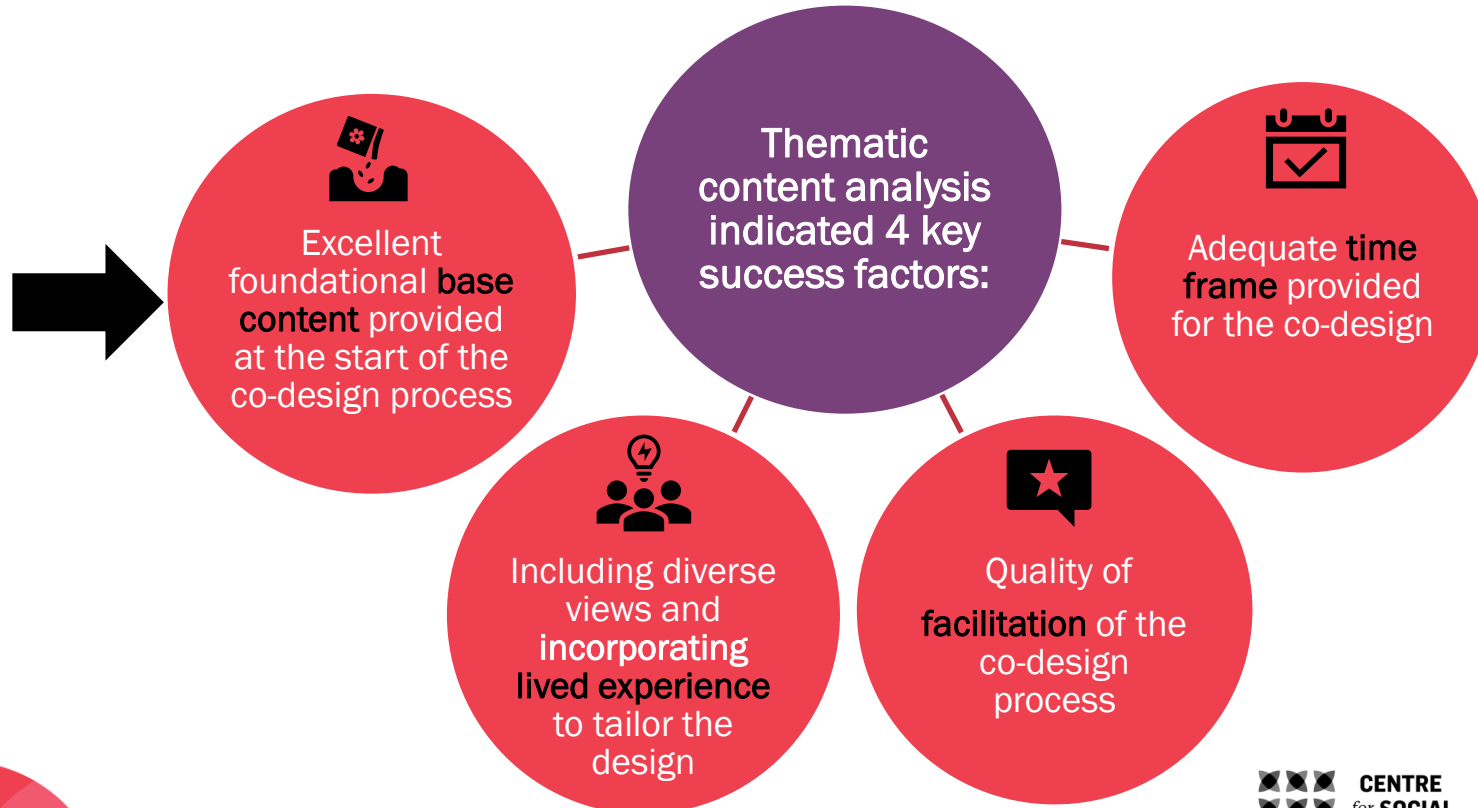 Thematic
content analysis
indicated 4 key
success factors:
Excellent
foundational base
content provided
at the start of the
co-design process
Including diverse
views and
incorporating
lived experience
to tailor the
design
Quality of
facilitation of the
co-design
process
Adequate time
frame provided
for the co-design
CENTRE
for SOCIAL